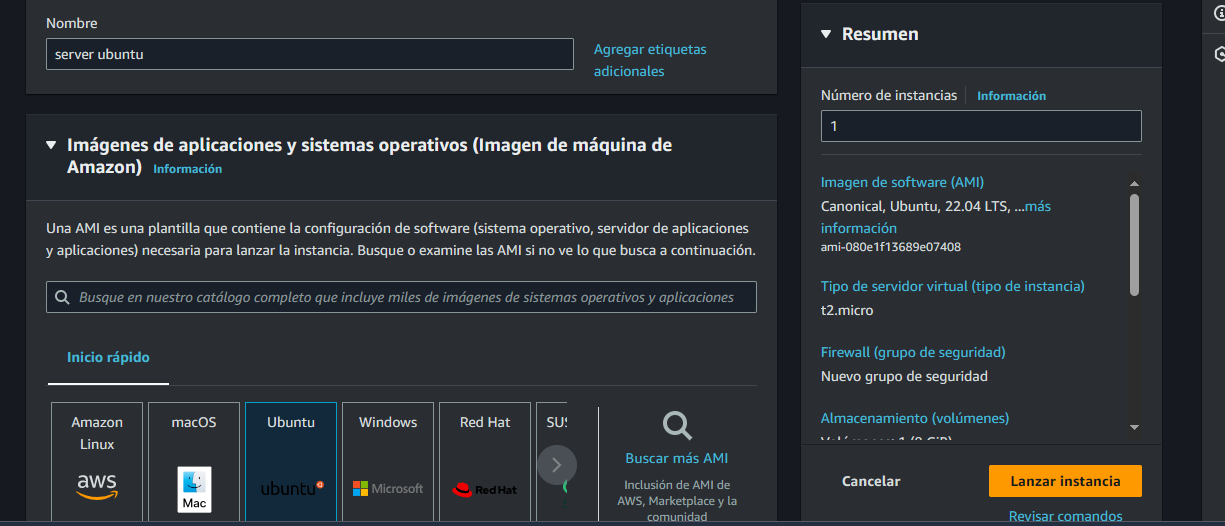 Nombre
server ubuntu
Agregar etiquetas
adicionales
Imágenes de aplicaciones y sistemas operativos (Imagen de máquina de
Amazon) Información
Una AMI es una plantilla que contiene la configuración de software (sistema operativo, servidor de aplicaciones
y aplicaciones) necesaria para lanzar la instancia. Busque o examine las AMI si no ve lo que busca a continuación.
Busque en nuestro catálogo completo que incluye miles de imágenes de sistemas operativos y aplicaciones
Inicio rápido
Amazon
Linux
aws
macOS
Mac
Ubuntu
ubuntu
Windows
Microsoft
Red Hat
Red Hat
SUS
Buscar más AMI
Inclusión de AMI de
AWS, Marketplace y la
comunidad
Resumen
Número de instancias Información
1
Imagen de software (AMI)
Canonical, Ubuntu, 22.04 LTS, ...más
información
ami-080e1f13689e07408
Tipo de servidor virtual (tipo de instancia)
t2.micro
Firewall (grupo de seguridad)
Nuevo grupo de seguridad
Almacenamiento (volúmenes)
Volúmenes: 1 (8 GiB)
Cancelar
Lanzar instancia
Revisar comandos